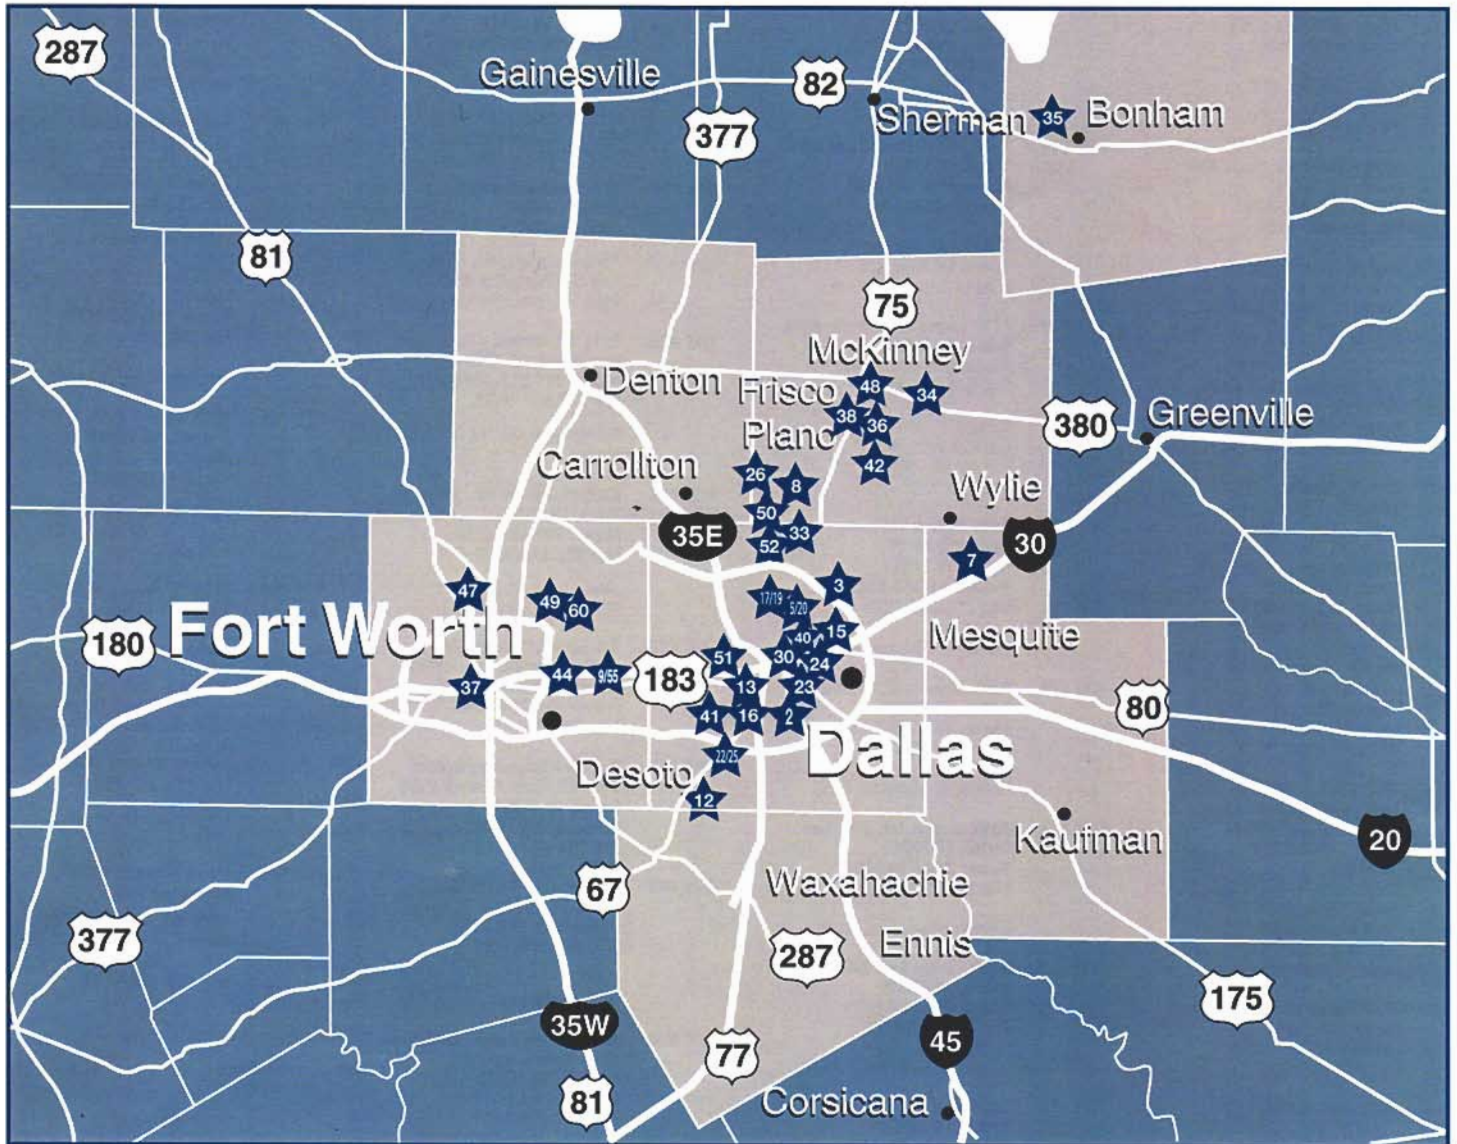 287
Gainesville
82
377
Sherman
35
Bonham
81
75
McKinney
Denton
Frisco
48
34
38
36
Plano
380
Greenville
Carrollton
26
8
42
Wylie
50
35E
33
52
30
7
47
49
60
17/19
5/20
3
180
Fort Worth
40
15
Mesquite
51
30
24
37
44
9/55
183
13
23
41
16
2
80
22/25
Dallas
Desoto
12
Kaufman
20
67
Waxahachie
377
287
Ennis
175
35W
77
45
81
Corsicana